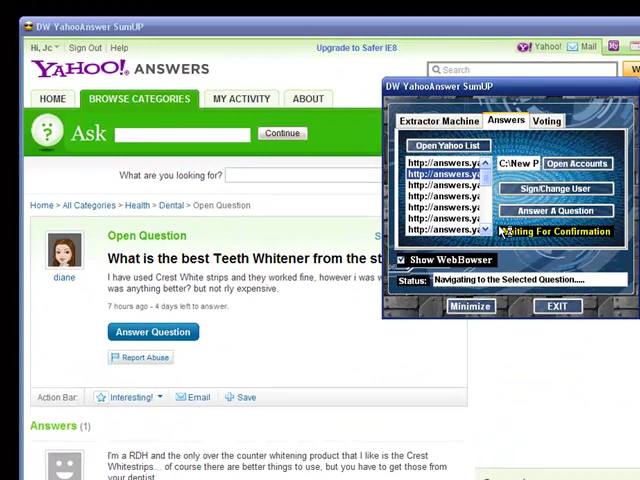 DW YahooAnswer SumUP
Hi, Jc Sign Out Help
Upgrade to Safer IE8
Yahoo! Mail My
YAHOO! ANSWERS
Search
HOME BROWSE CATEGORIES MY ACTIVITY ABOUT
Ask Continue
What are you looking for?
Home > All Categories > Health > Dental > Open Question
diane
Open Question
What is the best Teeth Whitener from the st
I have used Crest White strips and they worked fine, however i was
was anything better? but not rly expensive.
7 hours ago - 4 days left to answer.
Answer Question
Report Abuse
Action Bar: Interesting! Email Save
Answers (1)
I'm a RDH and the only over the counter whitening product that I like is the Crest
Whitestrips... of course there are better things to use, but you have to get those from
your dentist.
DW YahooAnswer SumUP
Extractor Machine Answers Voting
Open Yahoo List
http://answers.ya
http://answers.ya
http://answers.ya
http://answers.ya
http://answers.ya
http://answers.ya
http://answers.ya
C:\New P Open Accounts
Sign/Change User
Answer A Question
Waiting For Confirmation
Show WebBowser
Status: Navigating to the Selected Question.....
Minimize EXIT